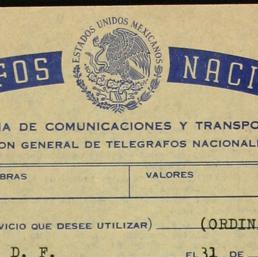 ESTADOS UNIDOS MEXICANOS
FOS NACI
IA DE COMUNICACIONES Y TRANSPO
ION GENERAL DE TELEGRAFOS NACIONAL
BRAS VALORES
VICIO QUE DESEE UTILIZAR) (ORDINA
D. F. EL 31 DE